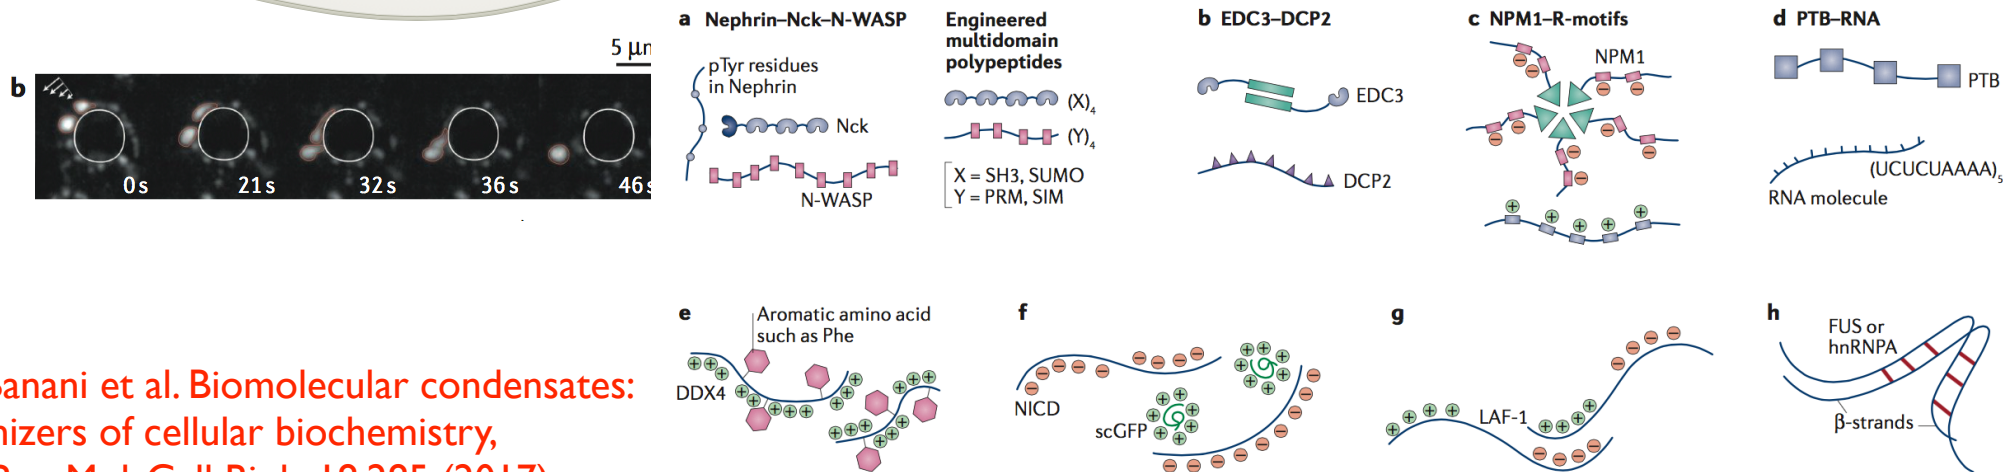 5 μm
b
0 s
21 s
32 s
36 s
46 s
Banani et al. Biomolecular condensates:
nizers of cellular biochemistry,
a Nephrin–Nck–N-WASP
pTyr residues
in Nephrin
Nck
N-WASP
Engineered
multidomain
polypeptides
(X)4
(Y)4
X = SH3, SUMO
Y = PRM, SIM
b EDC3–DCP2
EDC3
DCP2
c NPM1–R-motifs
NPM1
d PTB–RNA
PTB
(UCUCUAAAA)5
RNA molecule
e
Aromatic amino acid
such as Phe
DDX4
f
NICD
scGFP
g
LAF-1
h
FUS or
hnRNPA
β-strands